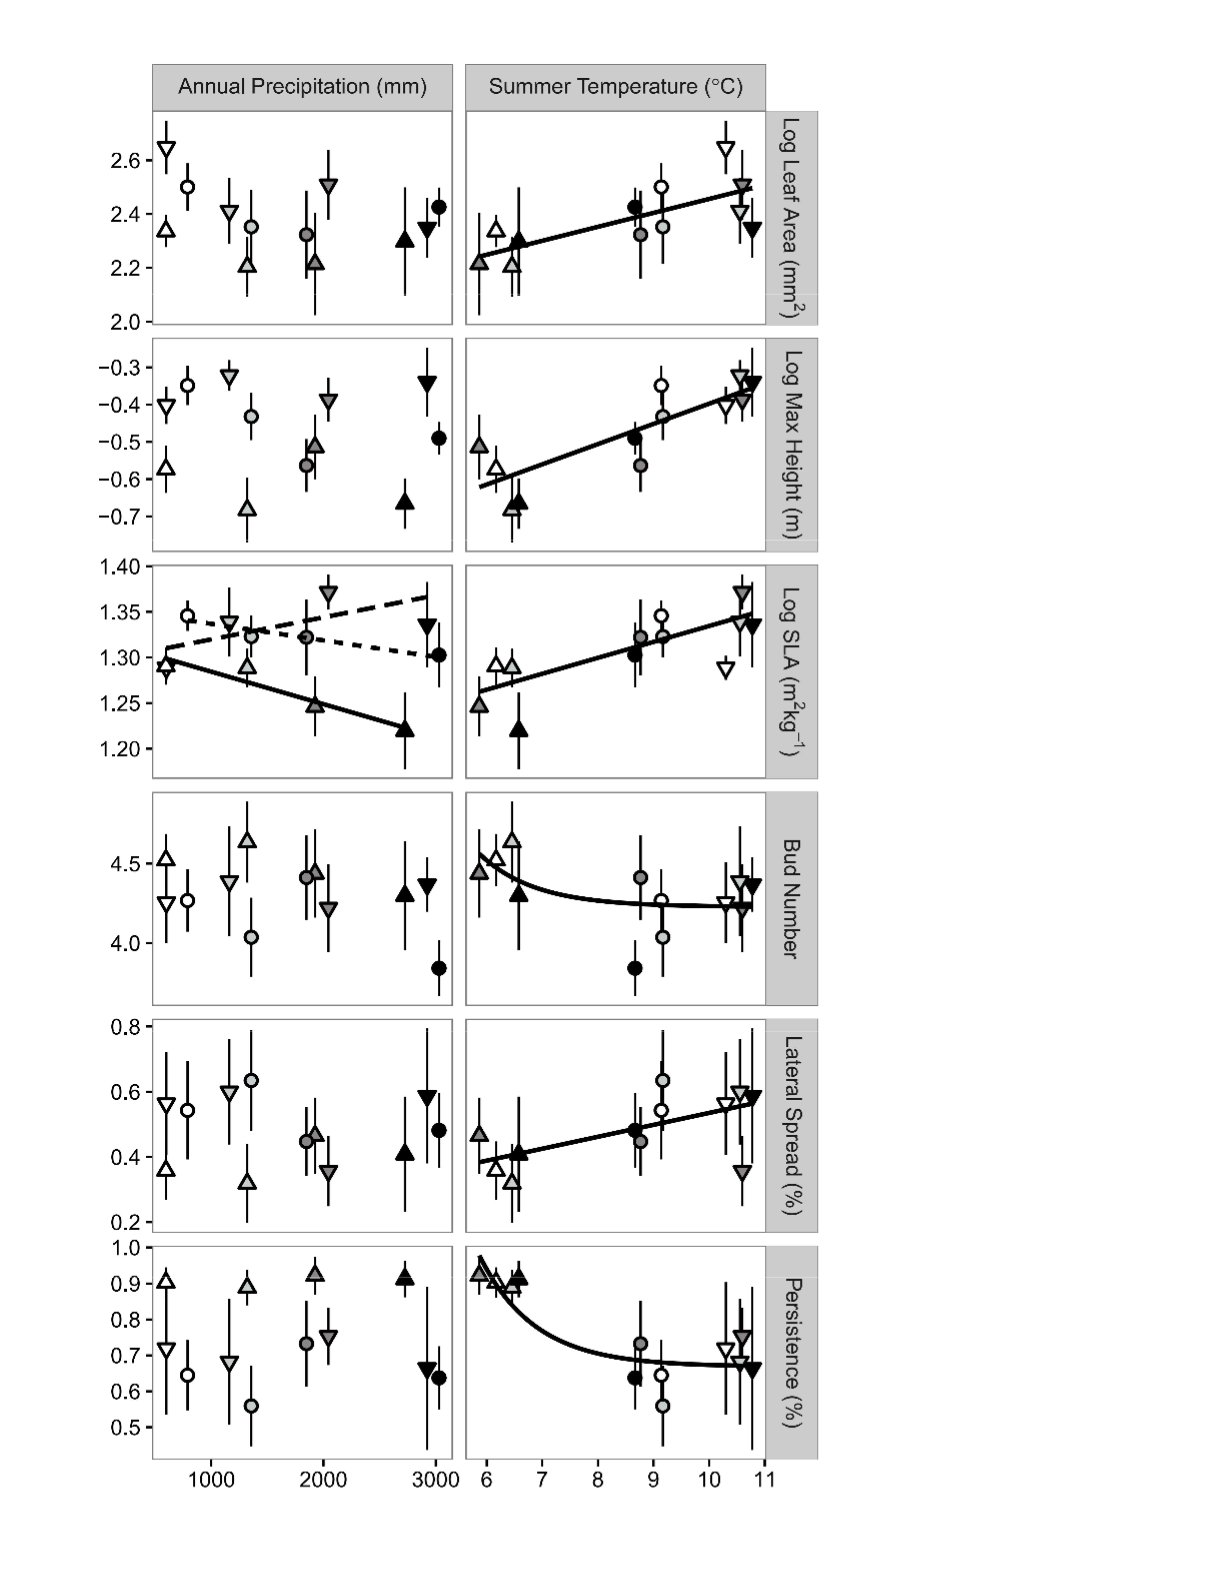 Annual Precipitation (mm)
Summer Temperature (°C)
2.6
2.4
2.2
2.0
Log Leaf Area (mm²)
−0.3
−0.4
−0.5
−0.6
−0.7
Log Max Height (m)
1.40
1.35
1.30
1.25
1.20
Log SLA (m²kg⁻¹)
4.5
4.0
Bud Number
0.8
0.6
0.4
0.2
Lateral Spread (%)
1.0
0.9
0.8
0.7
0.6
0.5
Persistence (%)
1000 2000 3000 6 7 8 9 10 11